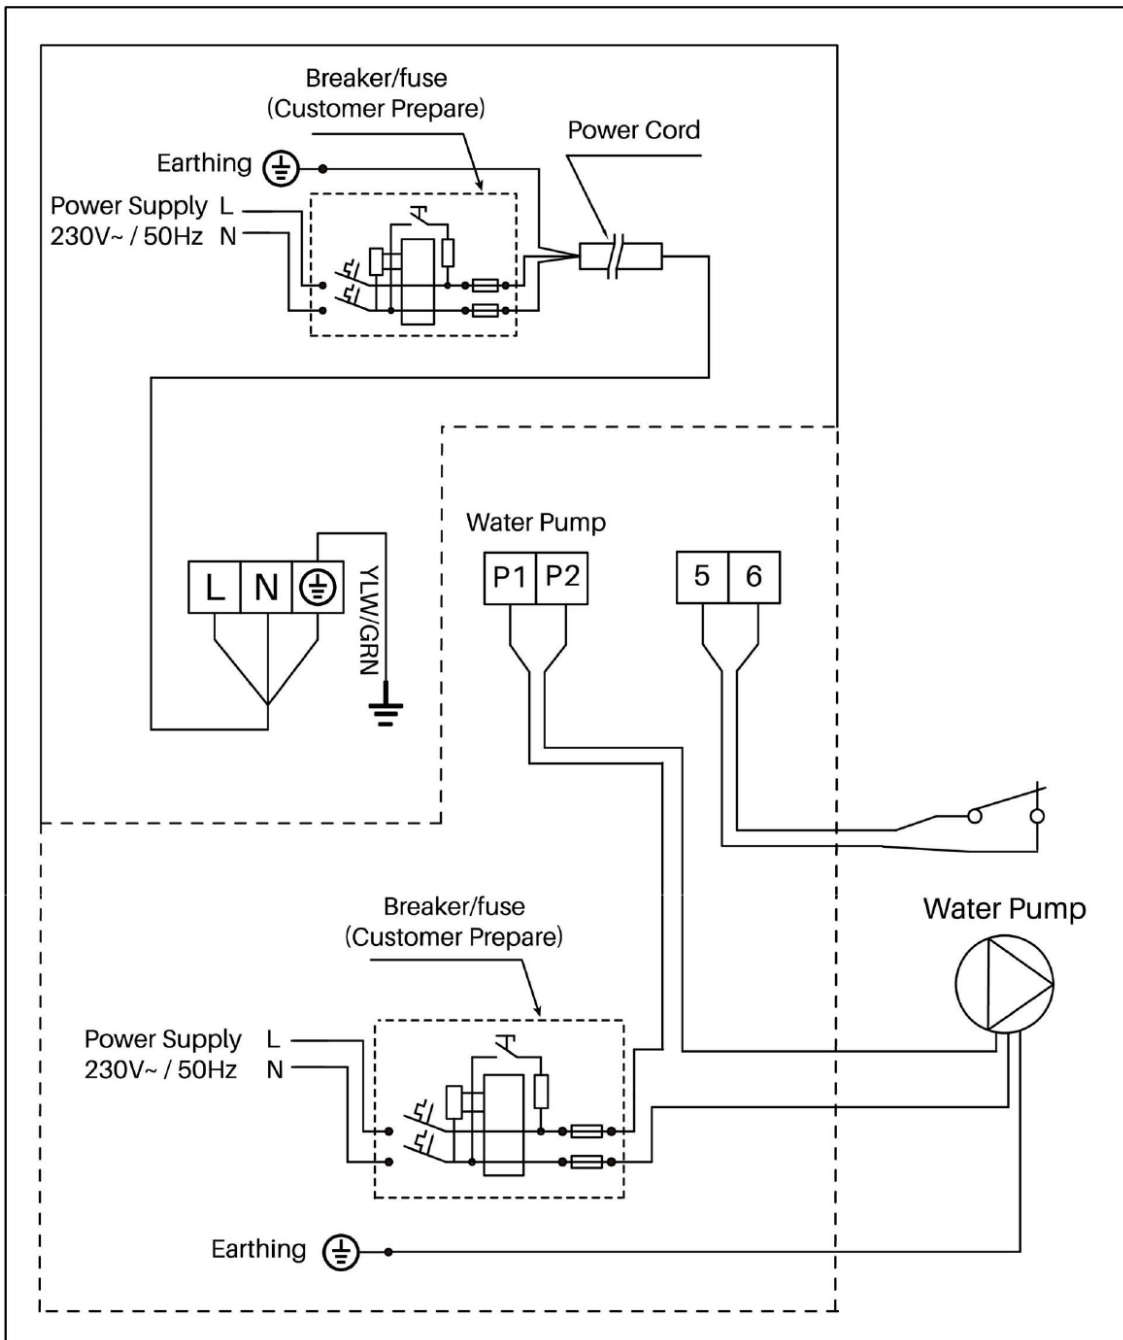 Breaker/fuse
(Customer Prepare)
Power Cord
Earthing
Power Supply L
230V~ / 50Hz N
Water Pump
P1 P2
5 6
L N
YLW/GRN
Breaker/fuse
(Customer Prepare)
Water Pump
Power Supply L
230V~ / 50Hz N
Earthing